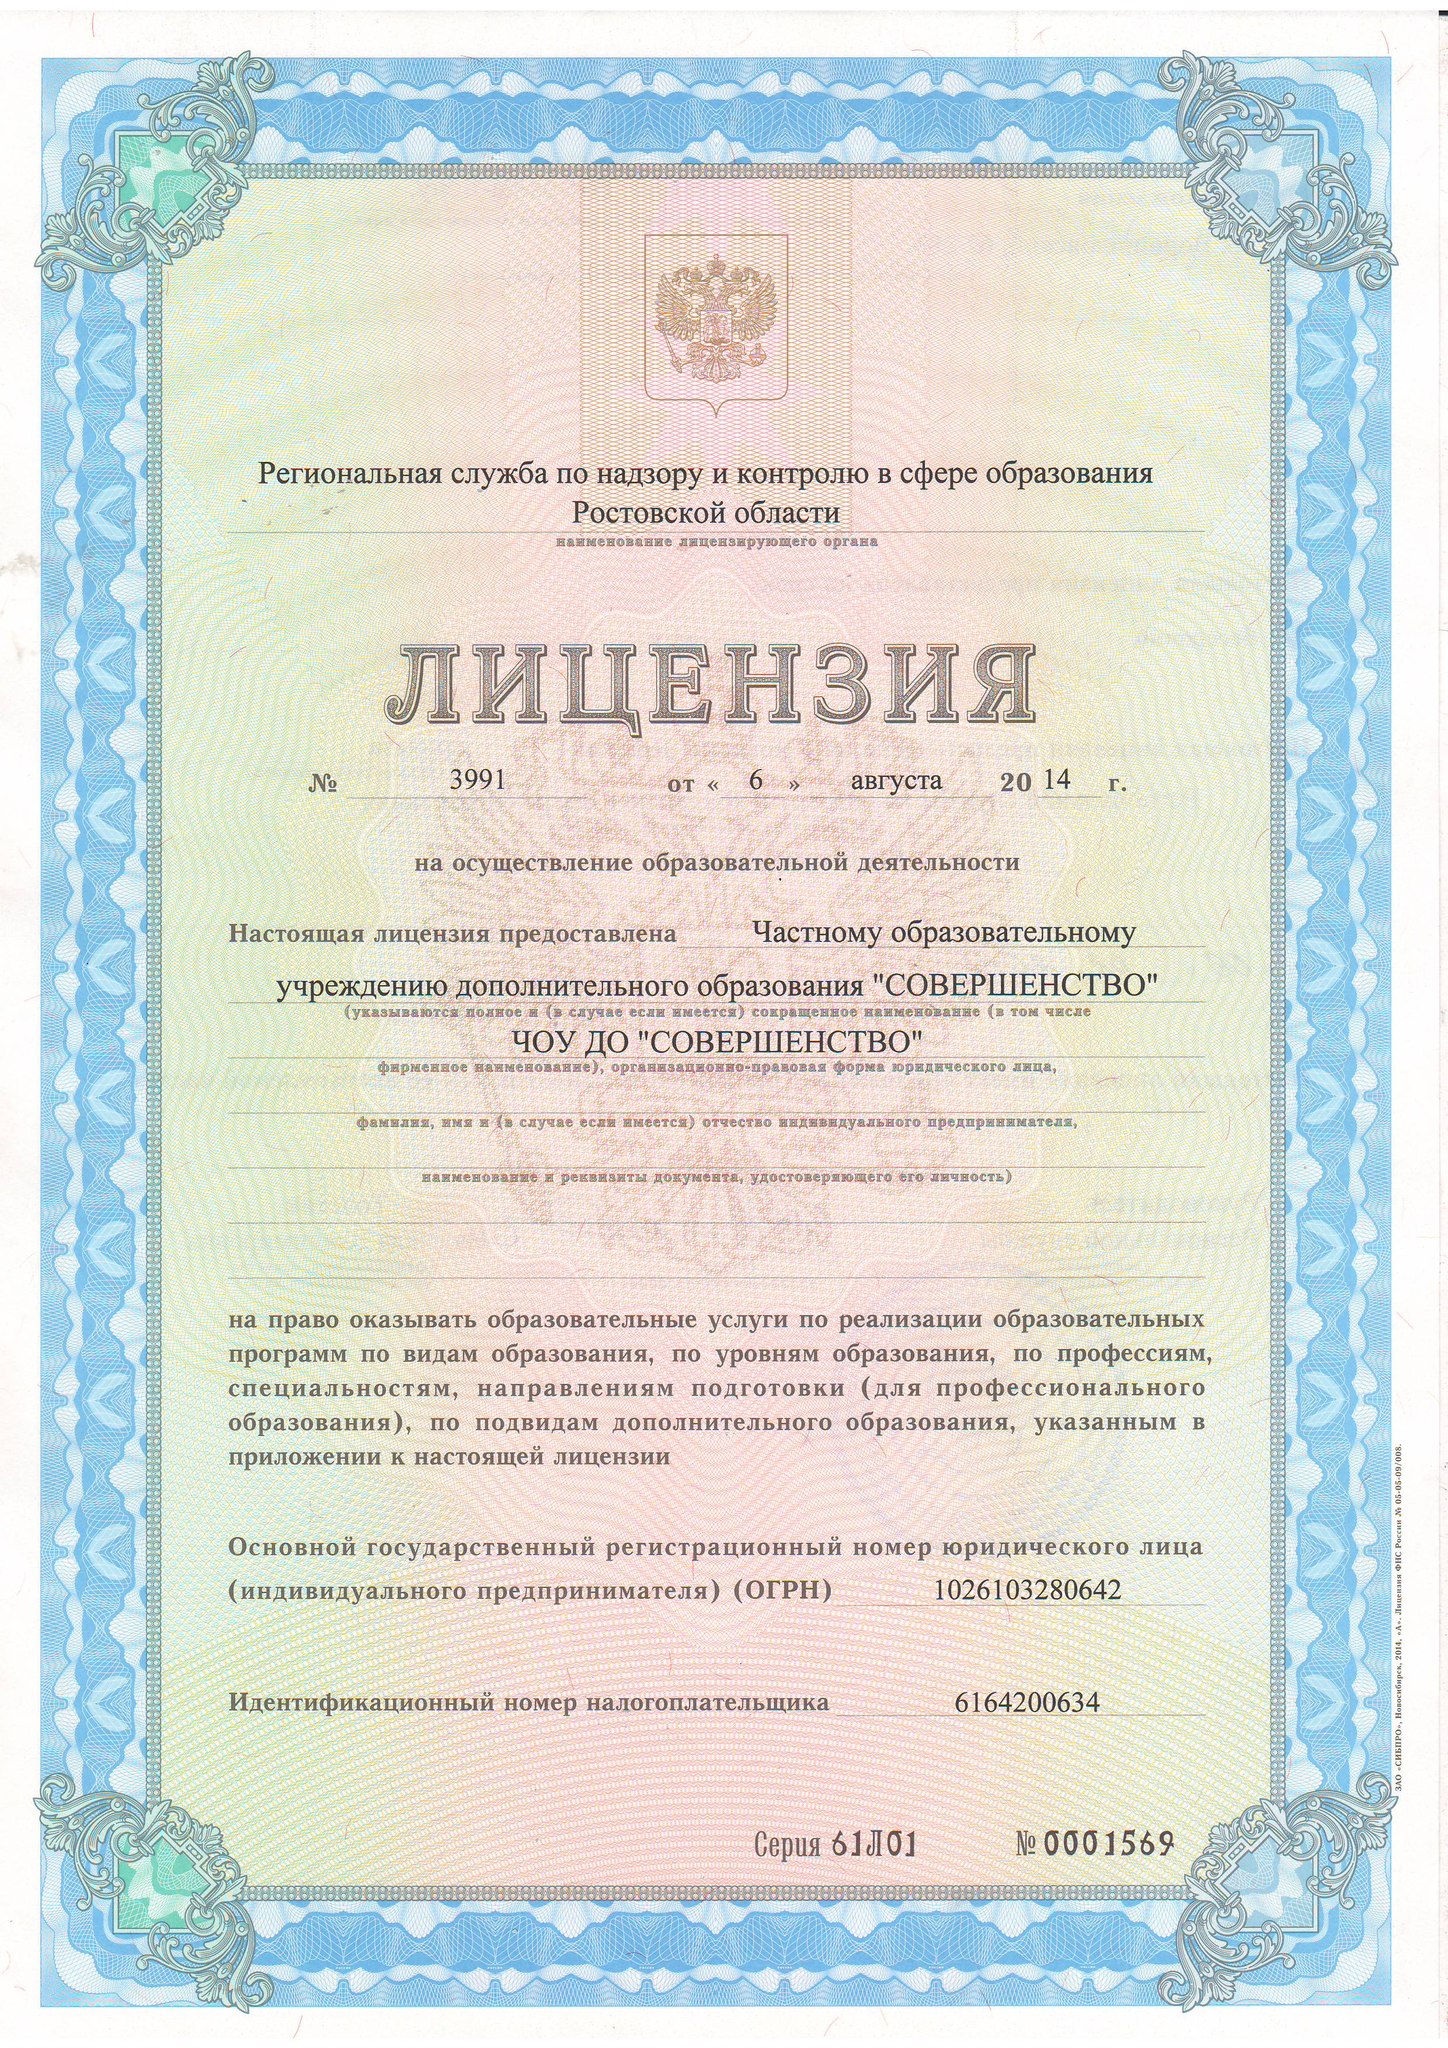 Региональная служба по надзору и контролю в сфере образования
Ростовской области
наименование лицензирующего органа
ЛИЦЕНЗИЯ
№ 3991 от « 6 » августа 20 14 г.
на осуществление образовательной деятельности
Настоящая лицензия предоставлена Частному образовательному
учреждению дополнительного образования "СОВЕРШЕНСТВО"
(указываются полное и (в случае если имеется) сокращенное наименование (в том числе
ЧОУ ДО "СОВЕРШЕНСТВО"
фирменное наименование), организационно-правовая форма юридического лица,
фамилия, имя и (в случае если имеется) отчество индивидуального предпринимателя,
наименование и реквизиты документа, удостоверяющего его личность)
на право оказывать образовательные услуги по реализации образовательных
программ по видам образования, по уровням образования, по профессиям,
специальностям, направлениям подготовки (для профессионального
образования), по подвидам дополнительного образования, указанным в
приложении к настоящей лицензии
Основной государственный регистрационный номер юридического лица
(индивидуального предпринимателя) (ОГРН) 1026103280642
Идентификационный номер налогоплательщика 6164200634
Серия 61Л01 № 0001569
ЗАО «СИБПРО», Новосибирск, 2014, «А». Лицензия ФНС России № 05-05-09/008.